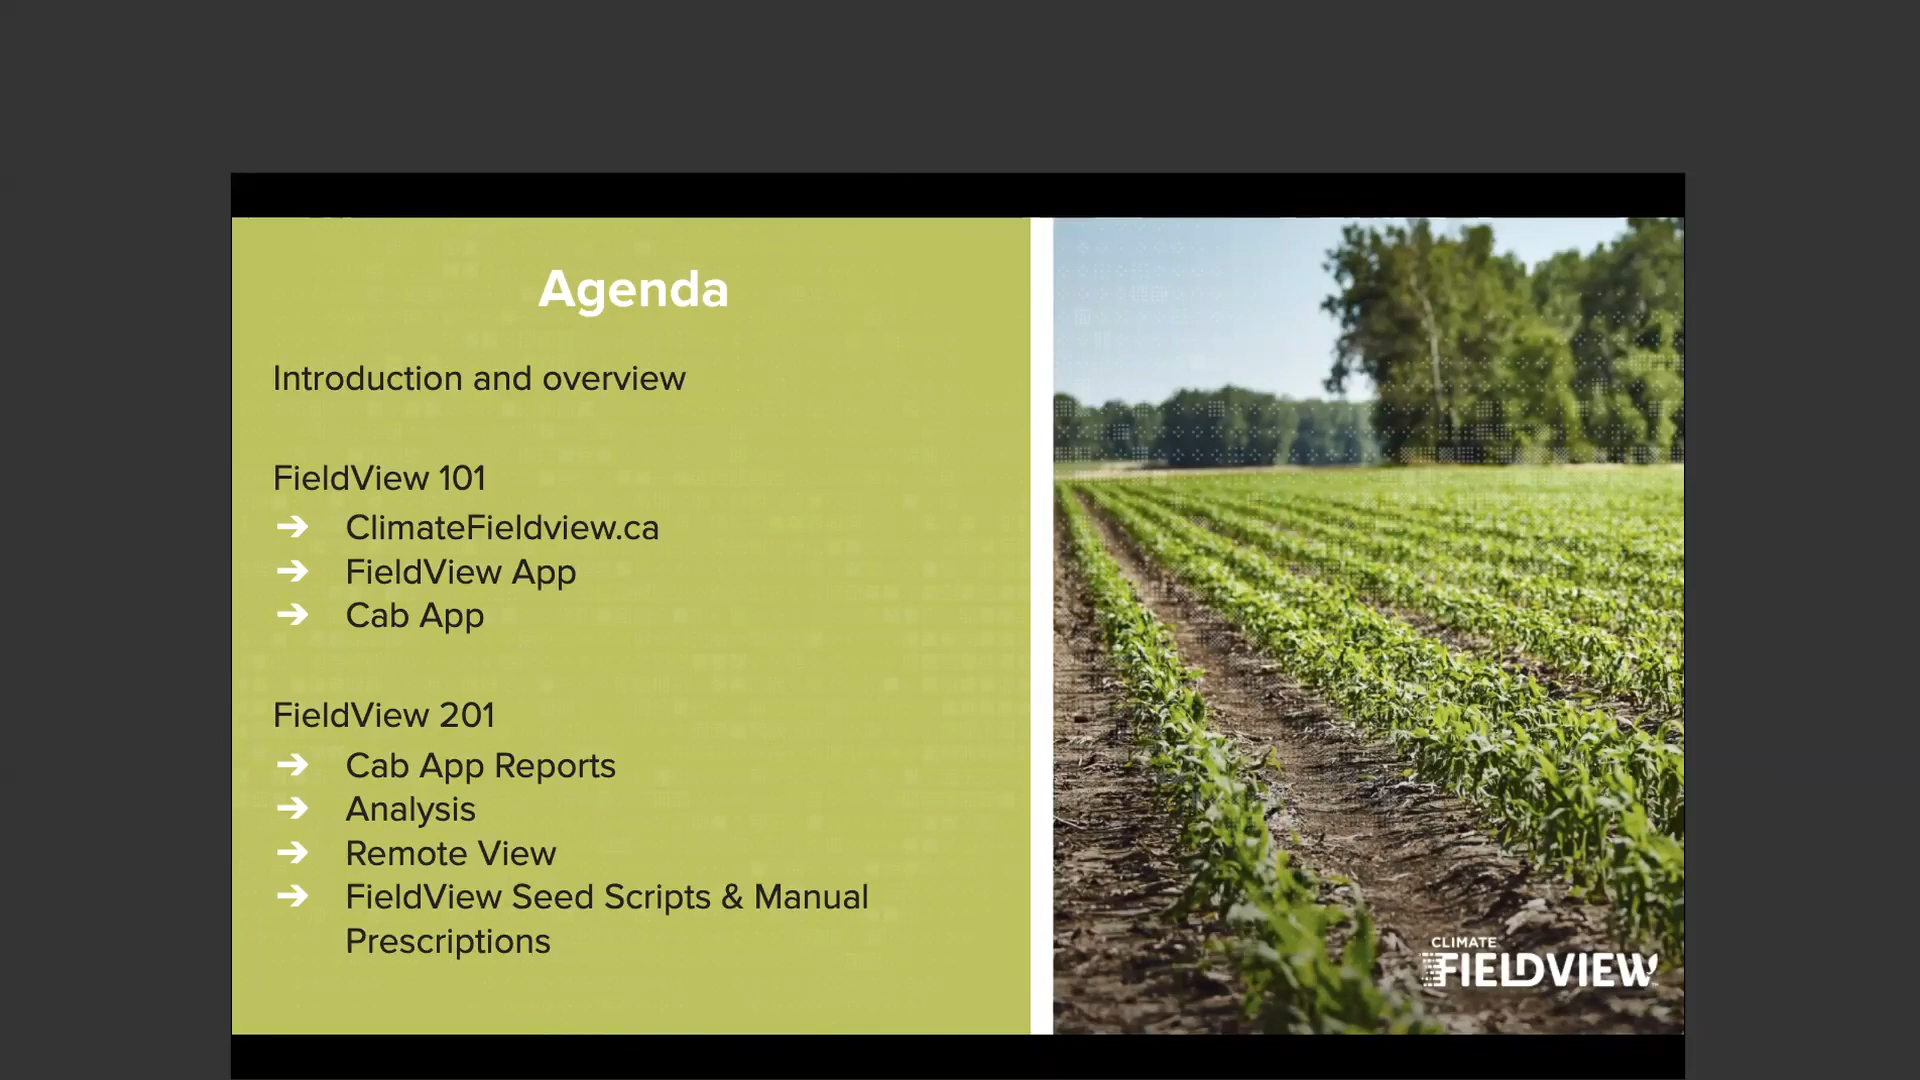 Agenda
Introduction and overview
FieldView 101
➔ ClimateFieldview.ca
➔ FieldView App
➔ Cab App
FieldView 201
➔ Cab App Reports
➔ Analysis
➔ Remote View
➔ FieldView Seed Scripts & Manual
Prescriptions
CLIMATE
FIELDVIEW